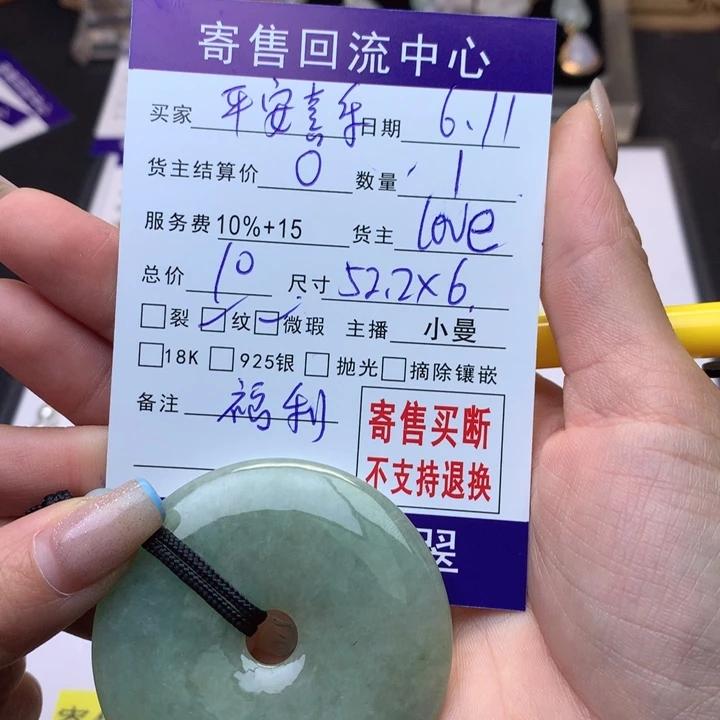 寄售回流中心
买家 平安喜乐 日期 6.11
货主结算价 0 数量 1
服务费 10%+15 货主 love
总价 10 尺寸 52.2×6.
裂 纹 微瑕 主播 小曼
18K 925银 抛光 摘除镶嵌
备注 福利
寄售买断
不支持退换
翠